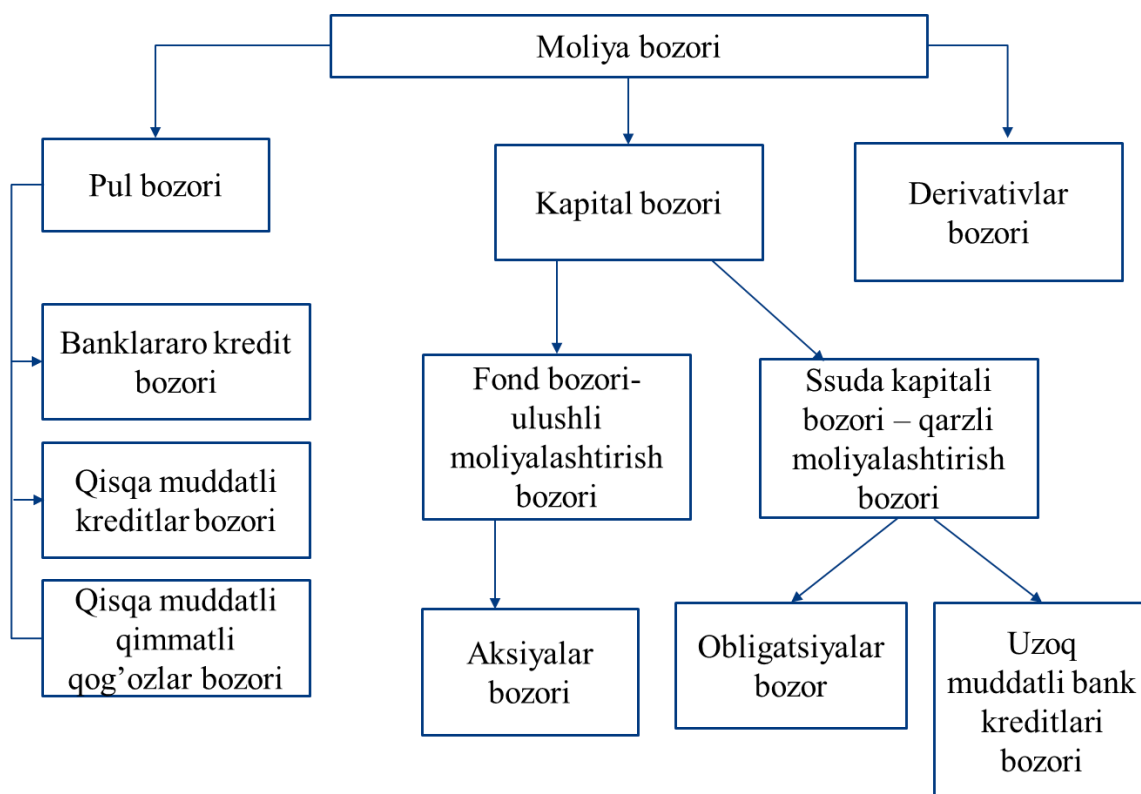 Moliya bozori
Pul bozori
Kapital bozori
Derivativlar
bozori
Banklararo kredit
bozori
Qisqa muddatli
kreditlar bozori
Qisqa muddatli
qimmatli
qog’ozlar bozori
Fond bozori-
ulushli
moliyalashtirish
bozori
Ssuda kapitali
bozori – qarzli
moliyalashtirish
bozori
Aksiyalar
bozori
Obligatsiyalar
bozor
Uzoq
muddatli bank
kreditlari
bozori